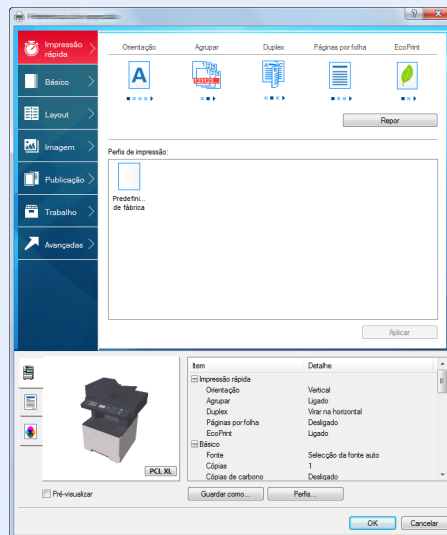 Impressão
rápida
Básico
Layout
Imagem
Publicação
Trabalho
Avançadas
Orientação Agrupar Duplex Páginas por folha EcoPrint
A
123123
Repor
Perfis de impressão:
Predefini...
de fábrica
Aplicar
Item Detalhe
Impressão rápida
Orientação Vertical
Agrupar Ligado
Duplex Virar na horizontal
Páginas por folha Desligado
EcoPrint Ligado
Básico
Fonte Selecção da fonte auto
Cópias 1
Cópias de carbono Desligado
PCL XL
Pré-visualizar
Guardar como... Perfis...
OK Cancelar